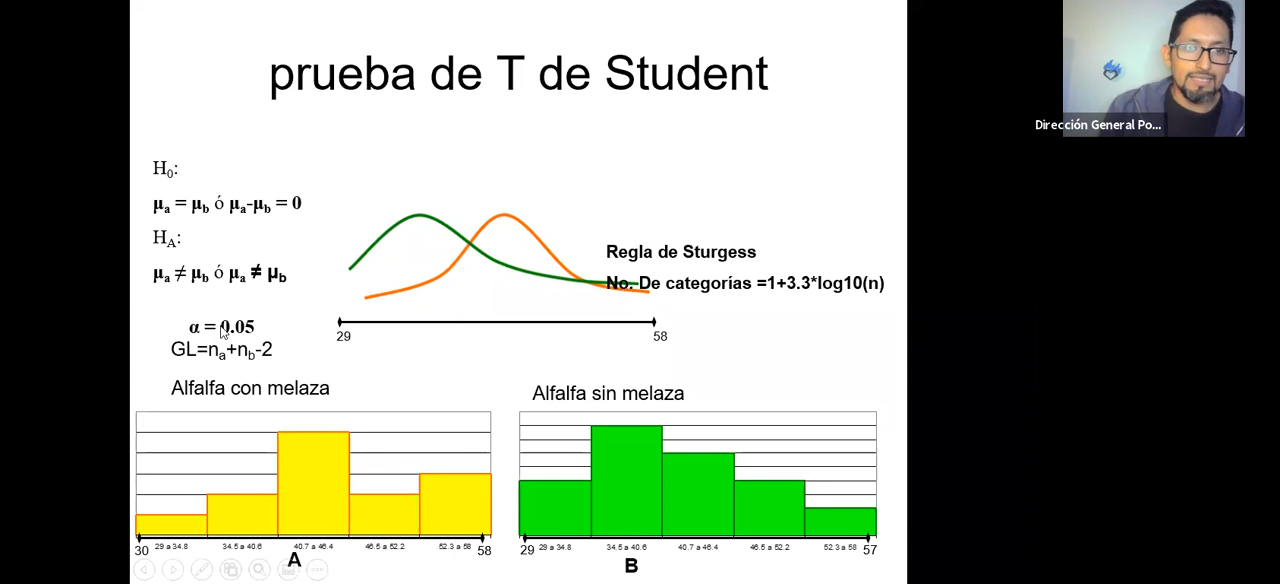 prueba de T de Student
Dirección General Po...
H0:
μa = μb ó μa-μb = 0
HA:
μa ≠ μb ó μa ≠ μb
Regla de Sturgess
No. De categorías =1+3.3*log10(n)
α = 0.05
GL=na+nb-2
29
58
Alfalfa con melaza
Alfalfa sin melaza
30 29 a 34.8 34.5 a 40.6 40.7 a 46.4 46.5 a 52.2 52.3 a 58 58
A
29 29 a 34.8 34.5 a 40.6 40.7 a 46.4 46.5 a 52.2 52.3 a 58 57
B